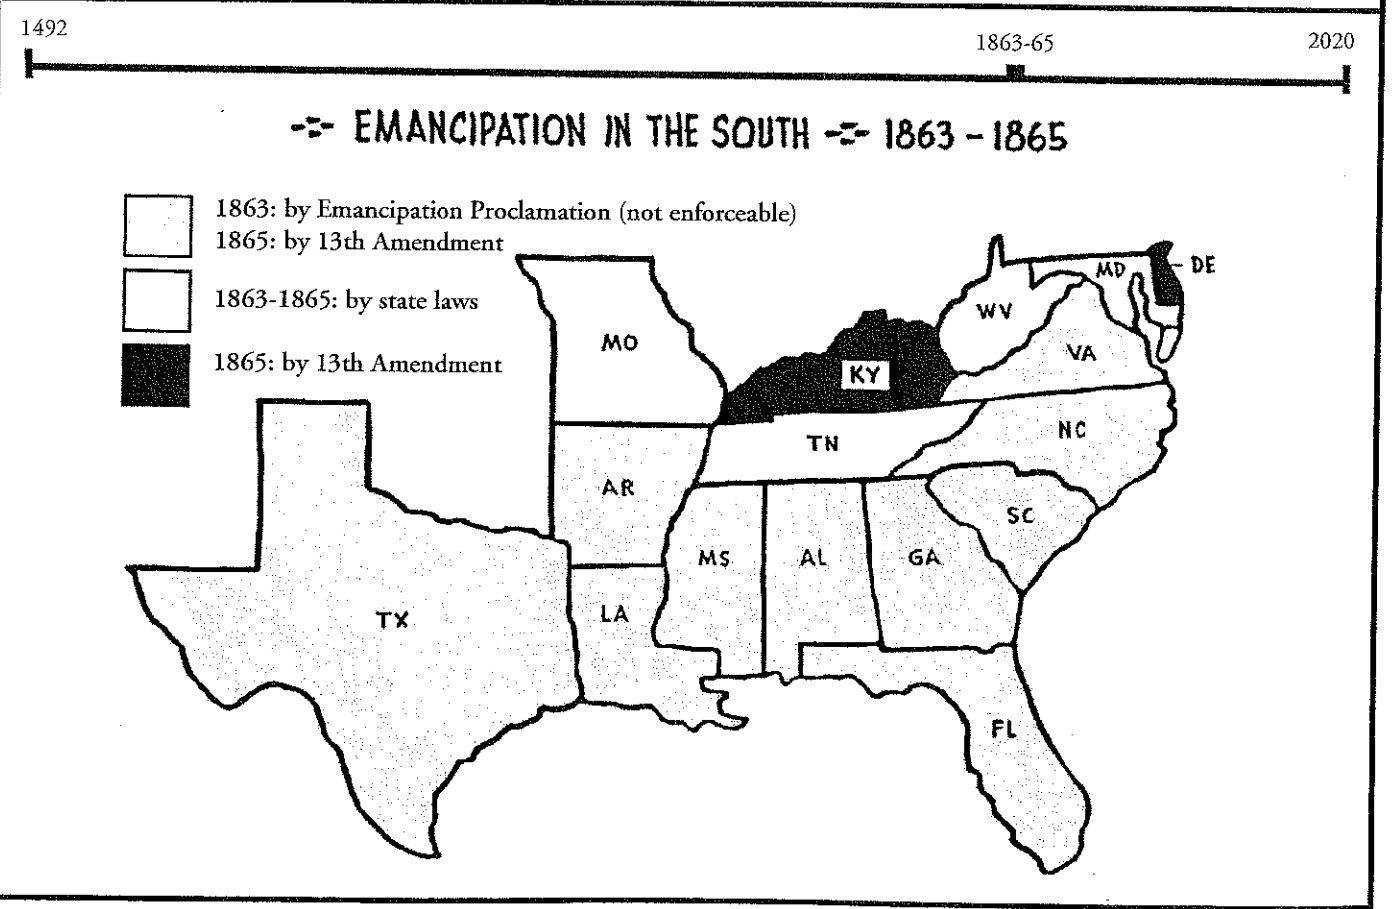 1492 1863-65 2020
-:- EMANCIPATION IN THE SOUTH -:- 1863 – 1865
1863: by Emancipation Proclamation (not enforceable)
1865: by 13th Amendment
1863-1865: by state laws
1865: by 13th Amendment
DE
MD
WV
MO
VA
KY
NC
TN
AR
SC
MS
AL
GA
LA
TX
FL